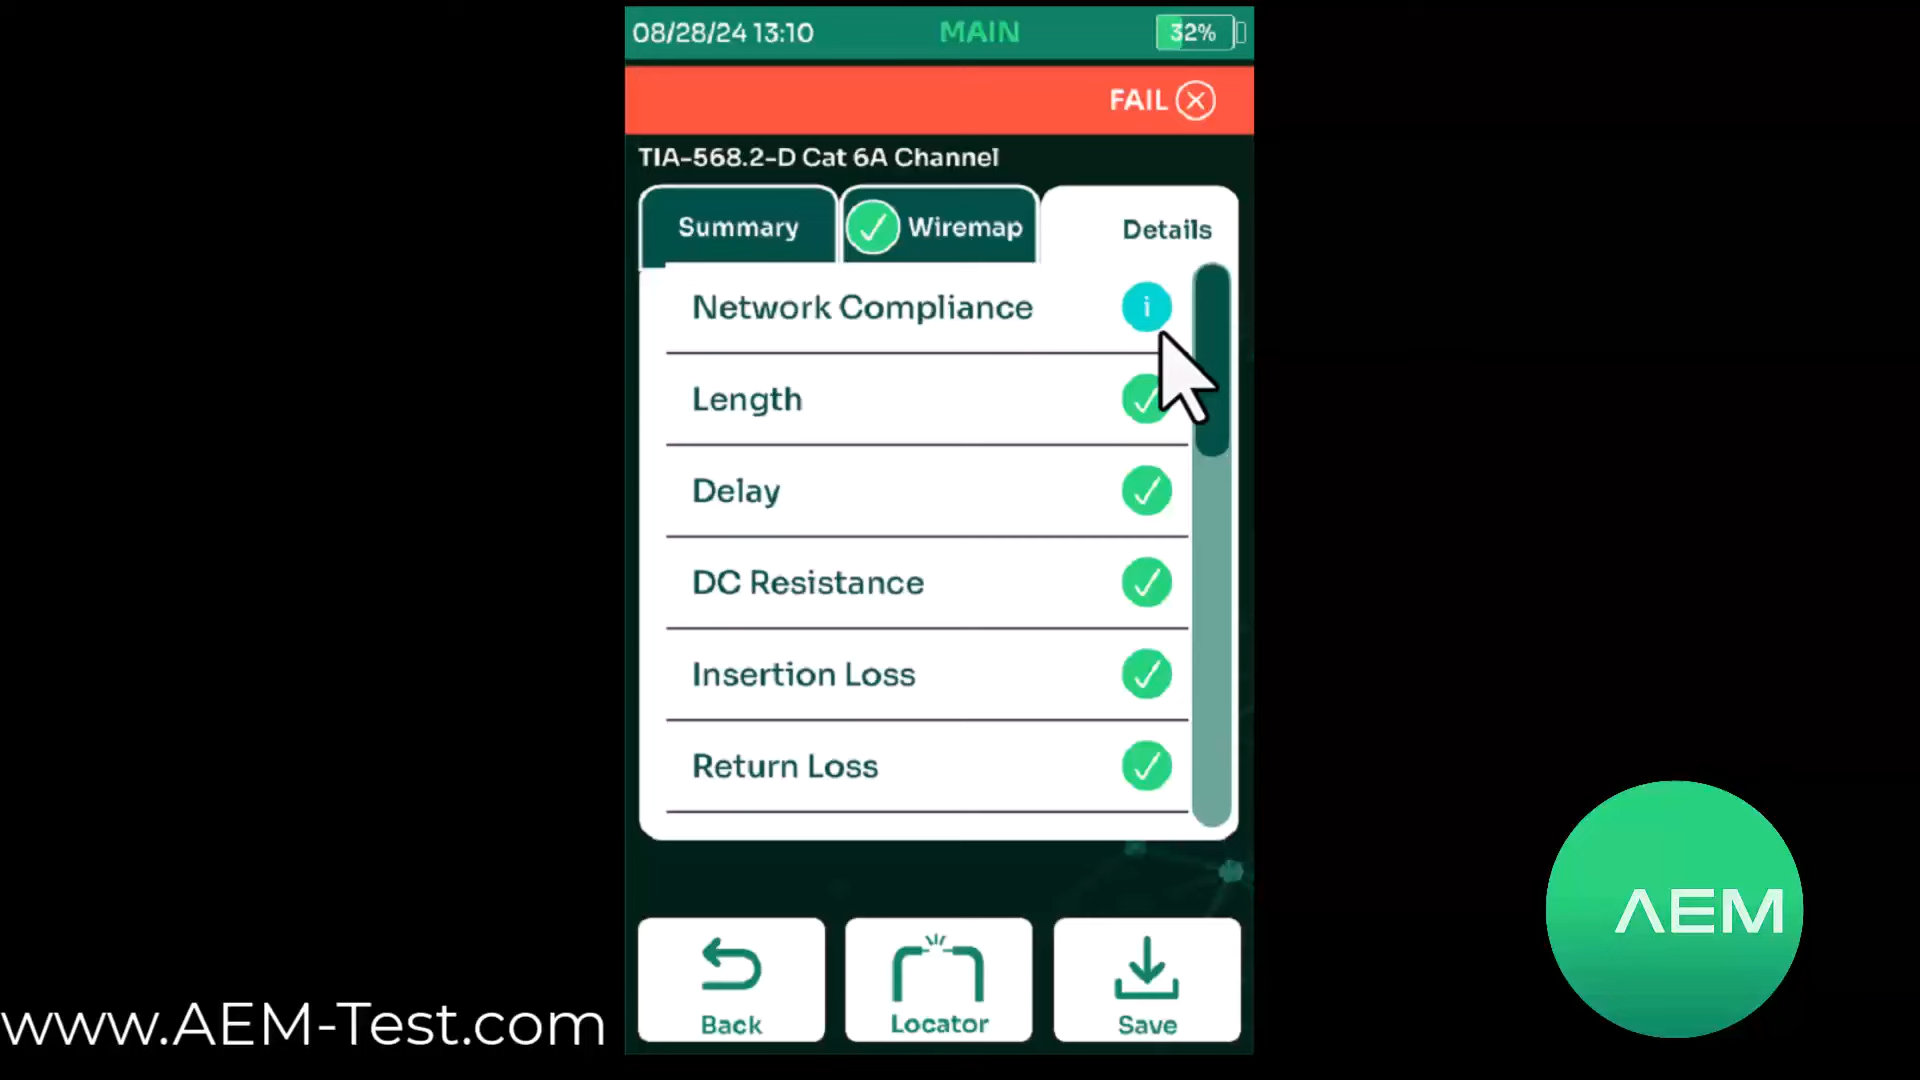 08/28/24 13:10 MAIN 32%
FAIL
TIA-568.2-D Cat 6A Channel
Summary Wiremap Details
Network Compliance i
Length
Delay
DC Resistance
Insertion Loss
Return Loss
Back Locator Save
www.AEM-Test.com
AEM